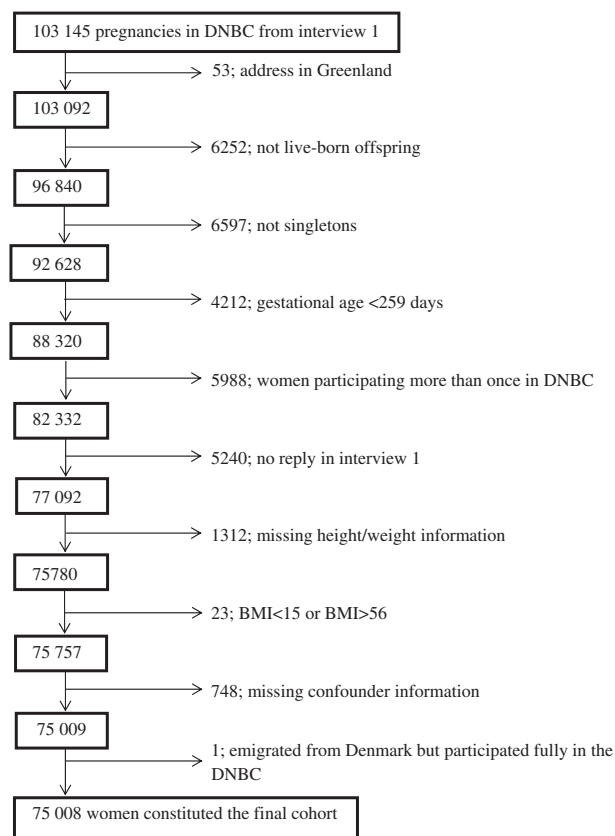 103 145 pregnancies in DNBC from interview 1
53; address in Greenland
103 092
6252; not live-born offspring
96 840
6597; not singletons
92 628
4212; gestational age <259 days
88 320
5988; women participating more than once in DNBC
82 332
5240; no reply in interview 1
77 092
1312; missing height/weight information
75780
23; BMI<15 or BMI>56
75 757
748; missing confounder information
75 009
1; emigrated from Denmark but participated fully in the
DNBC
75 008 women constituted the final cohort